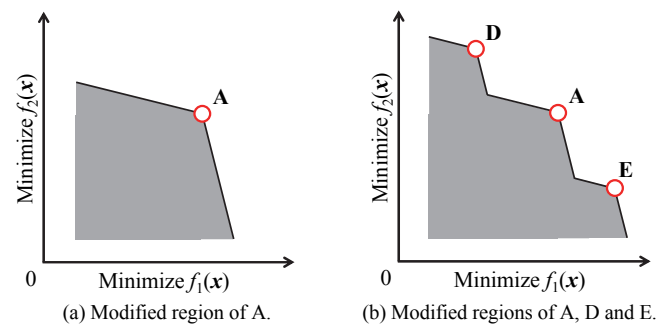 Minimize f₂(x)
A
0
Minimize f₁(x)
(a) Modified region of A.
Minimize f₂(x)
D
A
E
0
Minimize f₁(x)
(b) Modified regions of A, D and E.